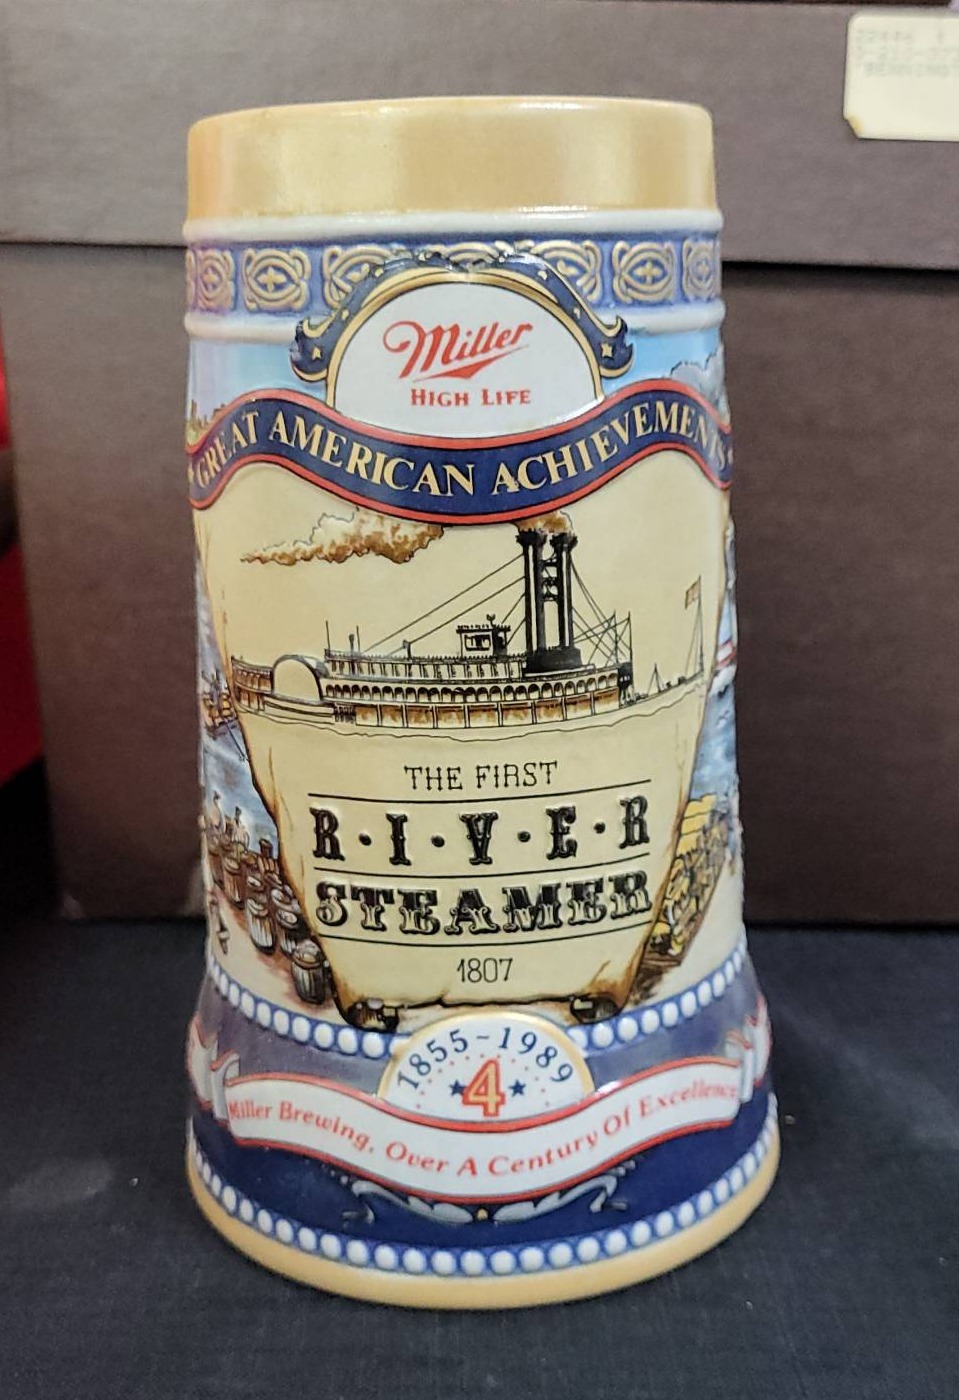 Miller
HIGH LIFE
GREAT AMERICAN ACHIEVEMENTS
THE FIRST
R·I·V·E·R
STEAMER
1807
1855-1989
4
Miller Brewing, Over A Century Of Excellence